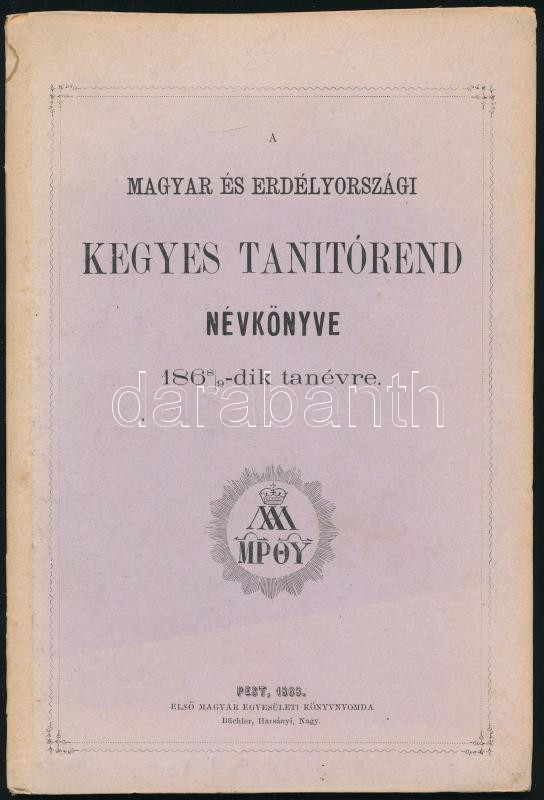 A
MAGYAR ÉS ERDÉLYORSZÁGI
KEGYES TANITÓREND
NÉVKÖNYVE
186⁸/₉-dik tanévre.
darabanth
ΜΡΘΥ
PEST, 1868.
ELSŐ MAGYAR EGYESÜLETI KÖNYVNYOMDA
Büchler, Harsányi, Nagy.